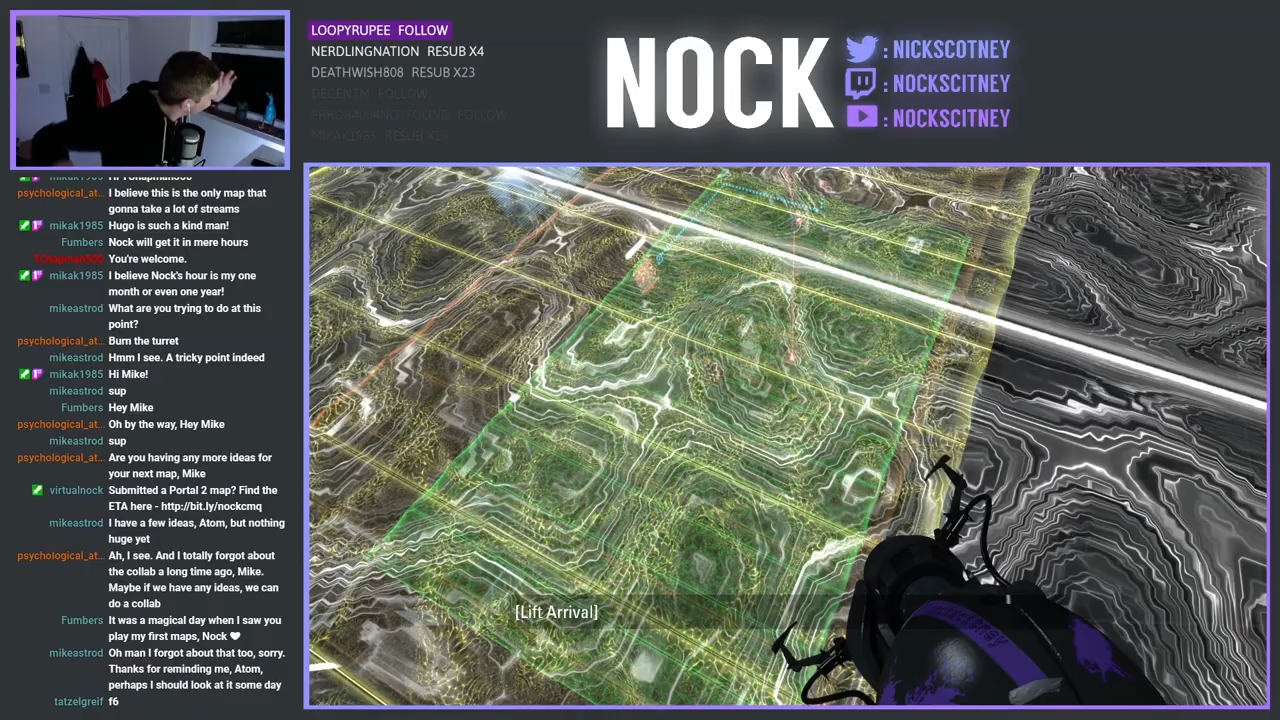 LOOPYRUPEE FOLLOW
NERDLINGNATION RESUB X4
DEATHWISH808 RESUB X23
DECENTM FOLLOW
ERROR404NOTFOUND FOLLOW
NOCK
: NICKSCOTNEY
: NOCKSCITNEY
: NOCKSCITNEY
psychological_at... I believe this is the only map that
gonna take a lot of streams
mikak1985 Hugo is such a kind man!
Fumbers Nock will get it in mere hours
TChapman500 You're welcome.
mikak1985 I believe Nock's hour is my one
month or even one year!
mikeastrod What are you trying to do at this
point?
psychological_at... Burn the turret
mikeastrod Hmm I see. A tricky point indeed
mikak1985 Hi Mike!
mikeastrod sup
Fumbers Hey Mike
psychological_at... Oh by the way, Hey Mike
mikeastrod sup
psychological_at... Are you having any more ideas for
your next map, Mike
virtualnock Submitted a Portal 2 map? Find the
ETA here - http://bit.ly/nockcmq
mikeastrod I have a few ideas, Atom, but nothing
huge yet
psychological_at... Ah, I see. And I totally forgot about
the collab a long time ago, Mike.
Maybe if we have any ideas, we can
do a collab
Fumbers It was a magical day when I saw you
play my first maps, Nock
mikeastrod Oh man I forgot about that too, sorry.
Thanks for reminding me, Atom,
perhaps I should look at it some day
tatzelgreif f6
[Lift Arrival]